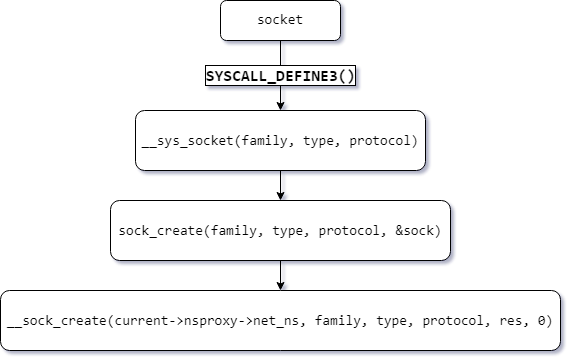 socket
SYSCALL_DEFINE3()
__sys_socket(family, type, protocol)
sock_create(family, type, protocol, &sock)
__sock_create(current->nsproxy->net_ns, family, type, protocol, res, 0)